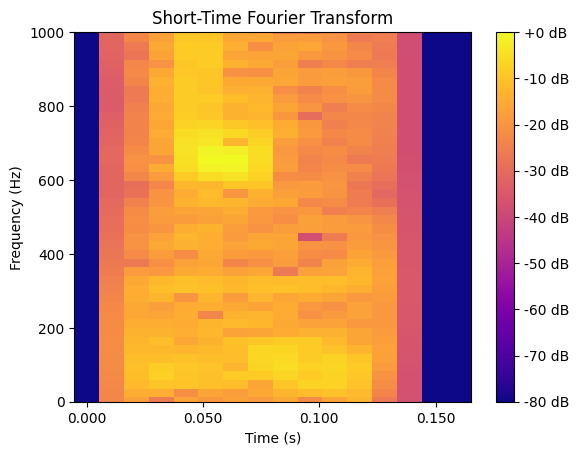 Short-Time Fourier Transform
1000
800
600
400
200
0
Frequency (Hz)
0.000
0.050
0.100
0.150
Time (s)
+0 dB
-10 dB
-20 dB
-30 dB
-40 dB
-50 dB
-60 dB
-70 dB
-80 dB